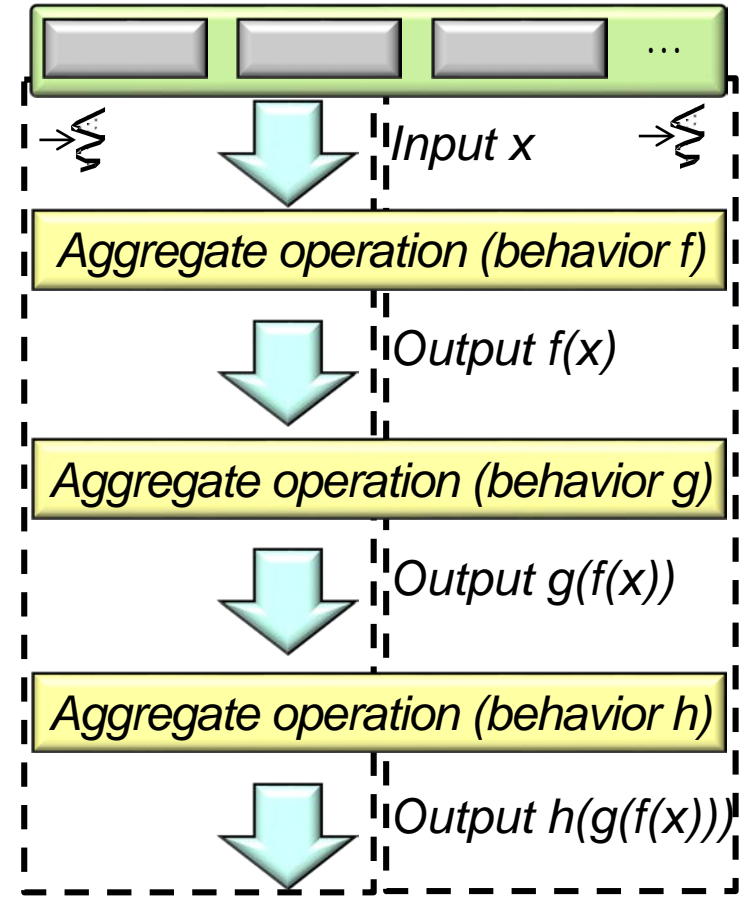 ...
Input x
Aggregate operation (behavior f)
Output f(x)
Aggregate operation (behavior g)
Output g(f(x))
Aggregate operation (behavior h)
Output h(g(f(x)))